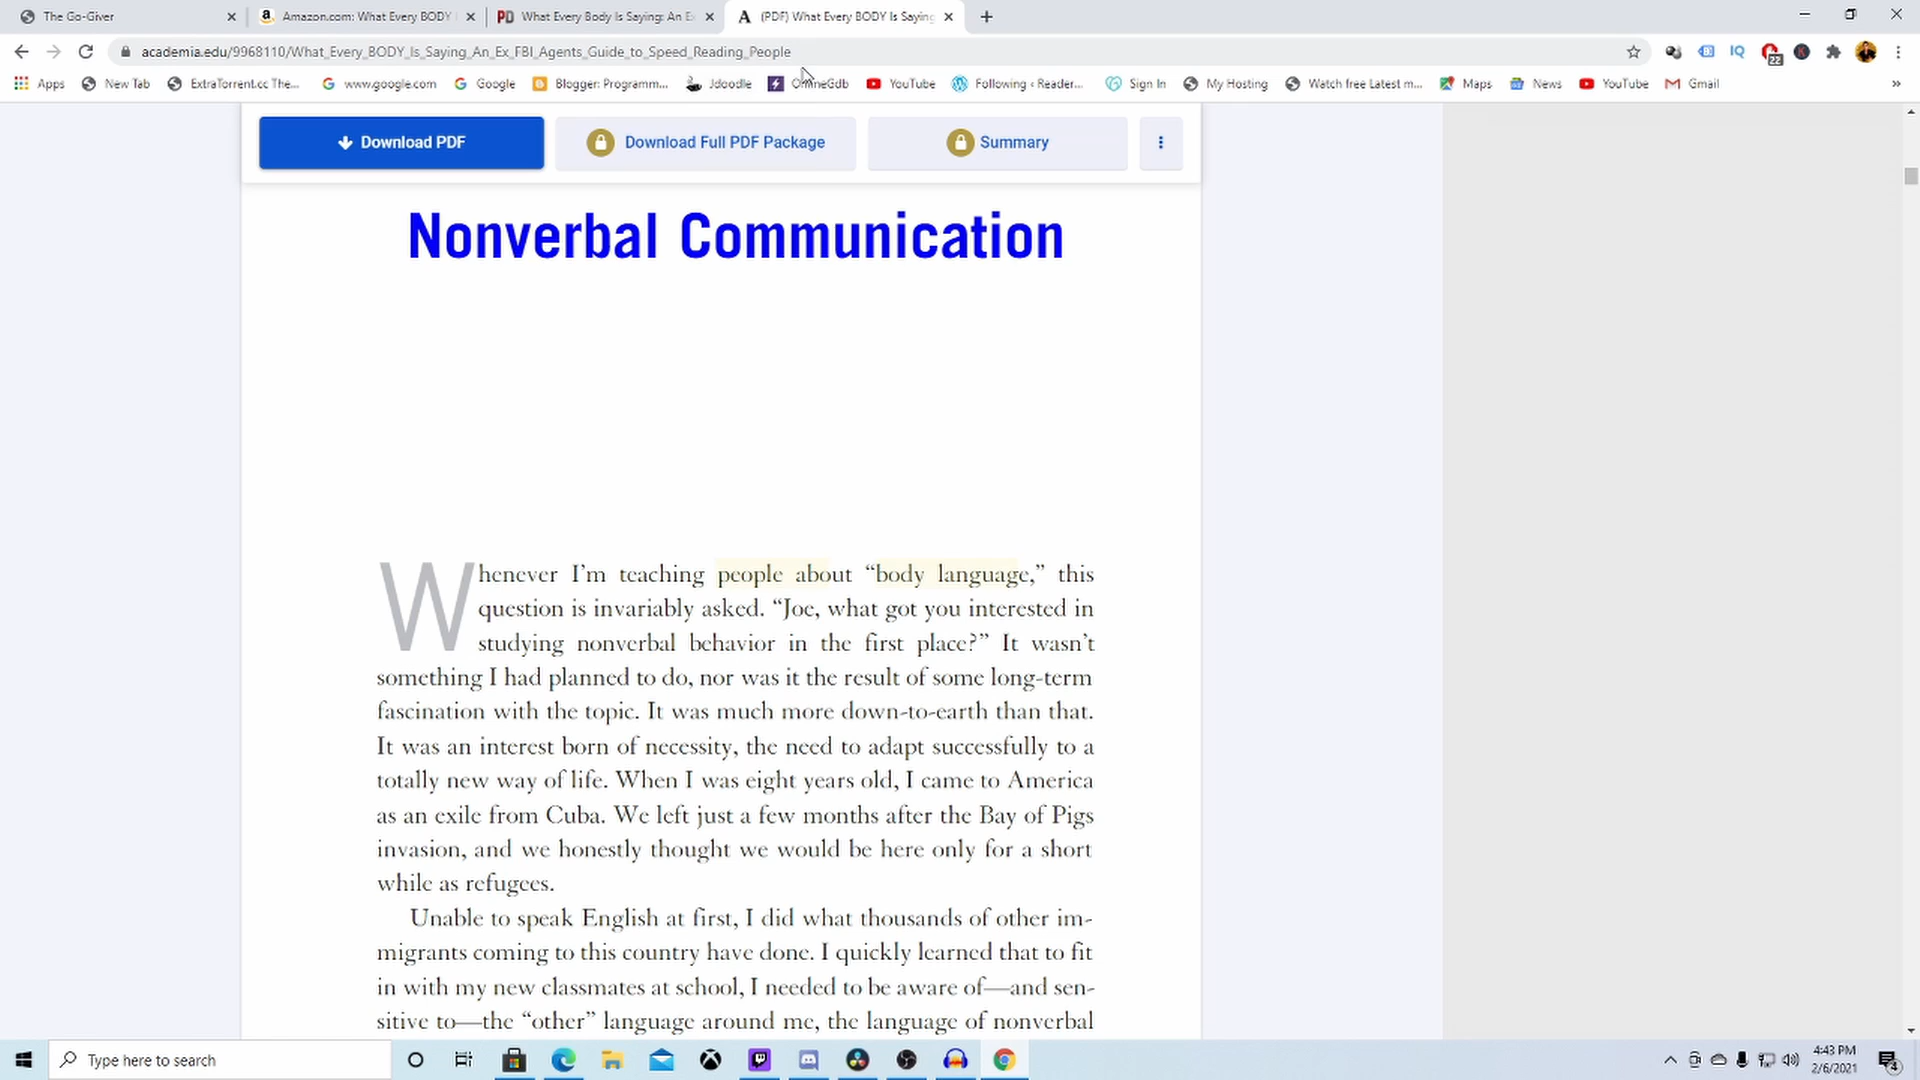 The Go-Giver
Amazon.com: What Every BODY
What Every Body Is Saying: An E
(PDF) What Every BODY Is Saying
academia.edu/9968110/What_Every_BODY_Is_Saying_An_Ex_FBI_Agents_Guide_to_Speed_Reading_People
IQ
22
Apps
New Tab
ExtraTorrent.cc The...
www.google.com
Google
Blogger: Programm...
Jdoodle
OnlineGdb
YouTube
Following ‹ Reader...
Sign In
My Hosting
Watch free Latest m...
Maps
News
YouTube
Gmail
Download PDF
Download Full PDF Package
Summary
Nonverbal Communication
Whenever I'm teaching people about “body language,” this
question is invariably asked. “Joe, what got you interested in
studying nonverbal behavior in the first place?” It wasn't
something I had planned to do, nor was it the result of some long-term
fascination with the topic. It was much more down-to-earth than that.
It was an interest born of necessity, the need to adapt successfully to a
totally new way of life. When I was eight years old, I came to America
as an exile from Cuba. We left just a few months after the Bay of Pigs
invasion, and we honestly thought we would be here only for a short
while as refugees.
Unable to speak English at first, I did what thousands of other im-
migrants coming to this country have done. I quickly learned that to fit
in with my new classmates at school, I needed to be aware of—and sen-
sitive to—the “other” language around me, the language of nonverbal
Type here to search
4:43 PM
2/6/2021
4